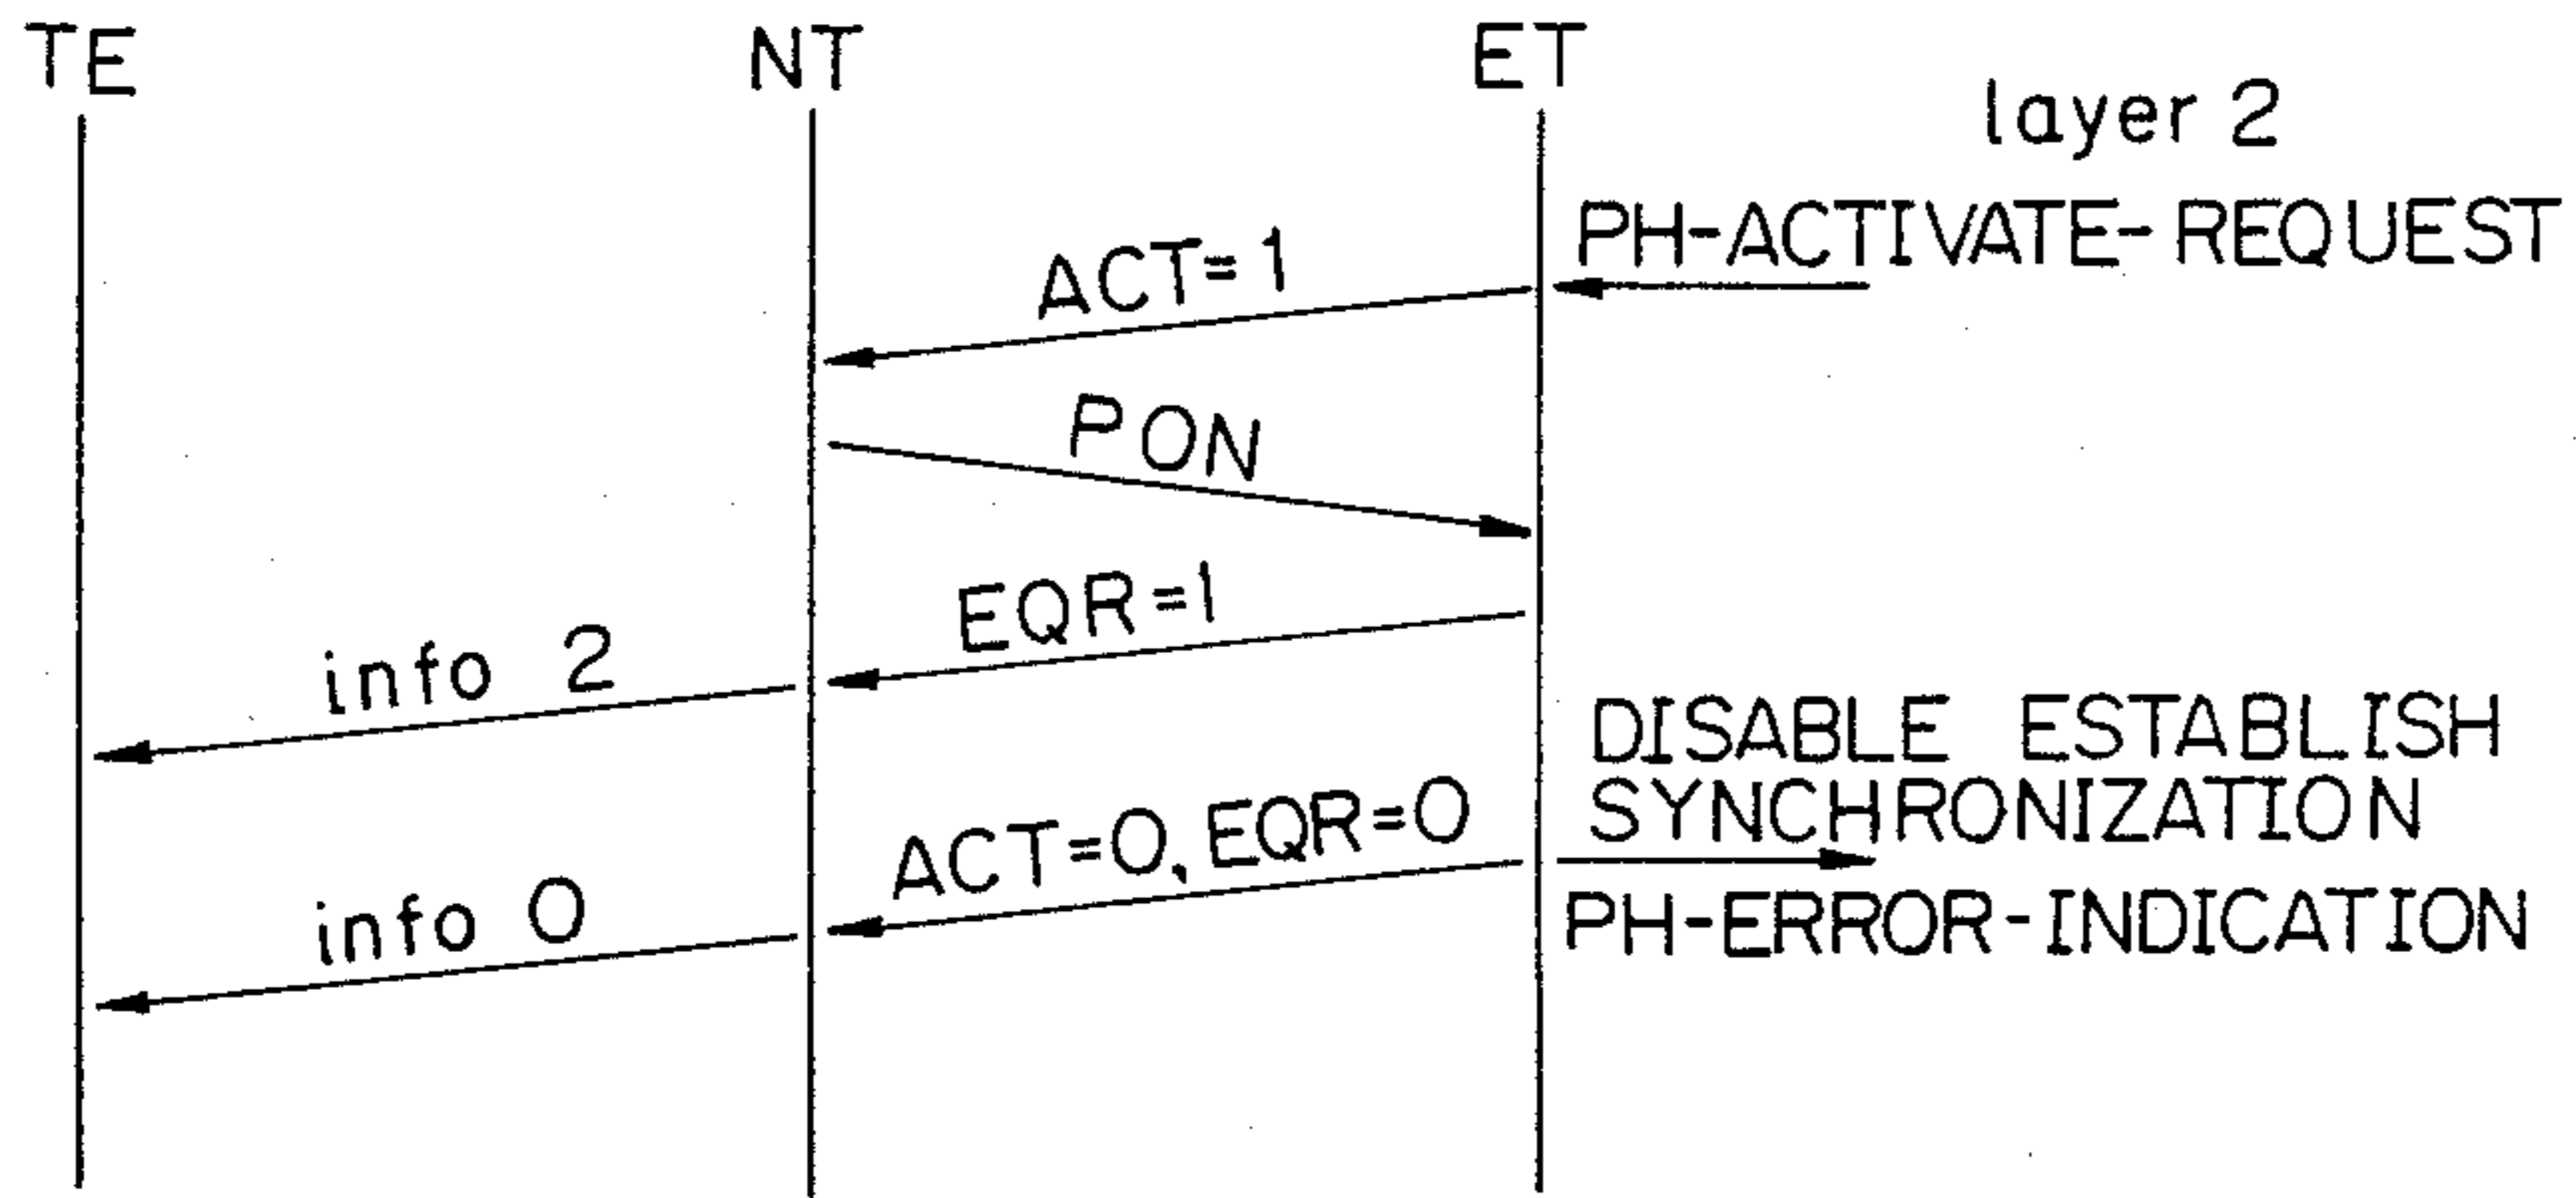 TE NT ET
layer 2
PH-ACTIVATE-REQUEST
ACT=1
PON
EQR=1
info 2
DISABLE ESTABLISH
SYNCHRONIZATION
ACT=0, EQR=0
info 0
PH-ERROR-INDICATION